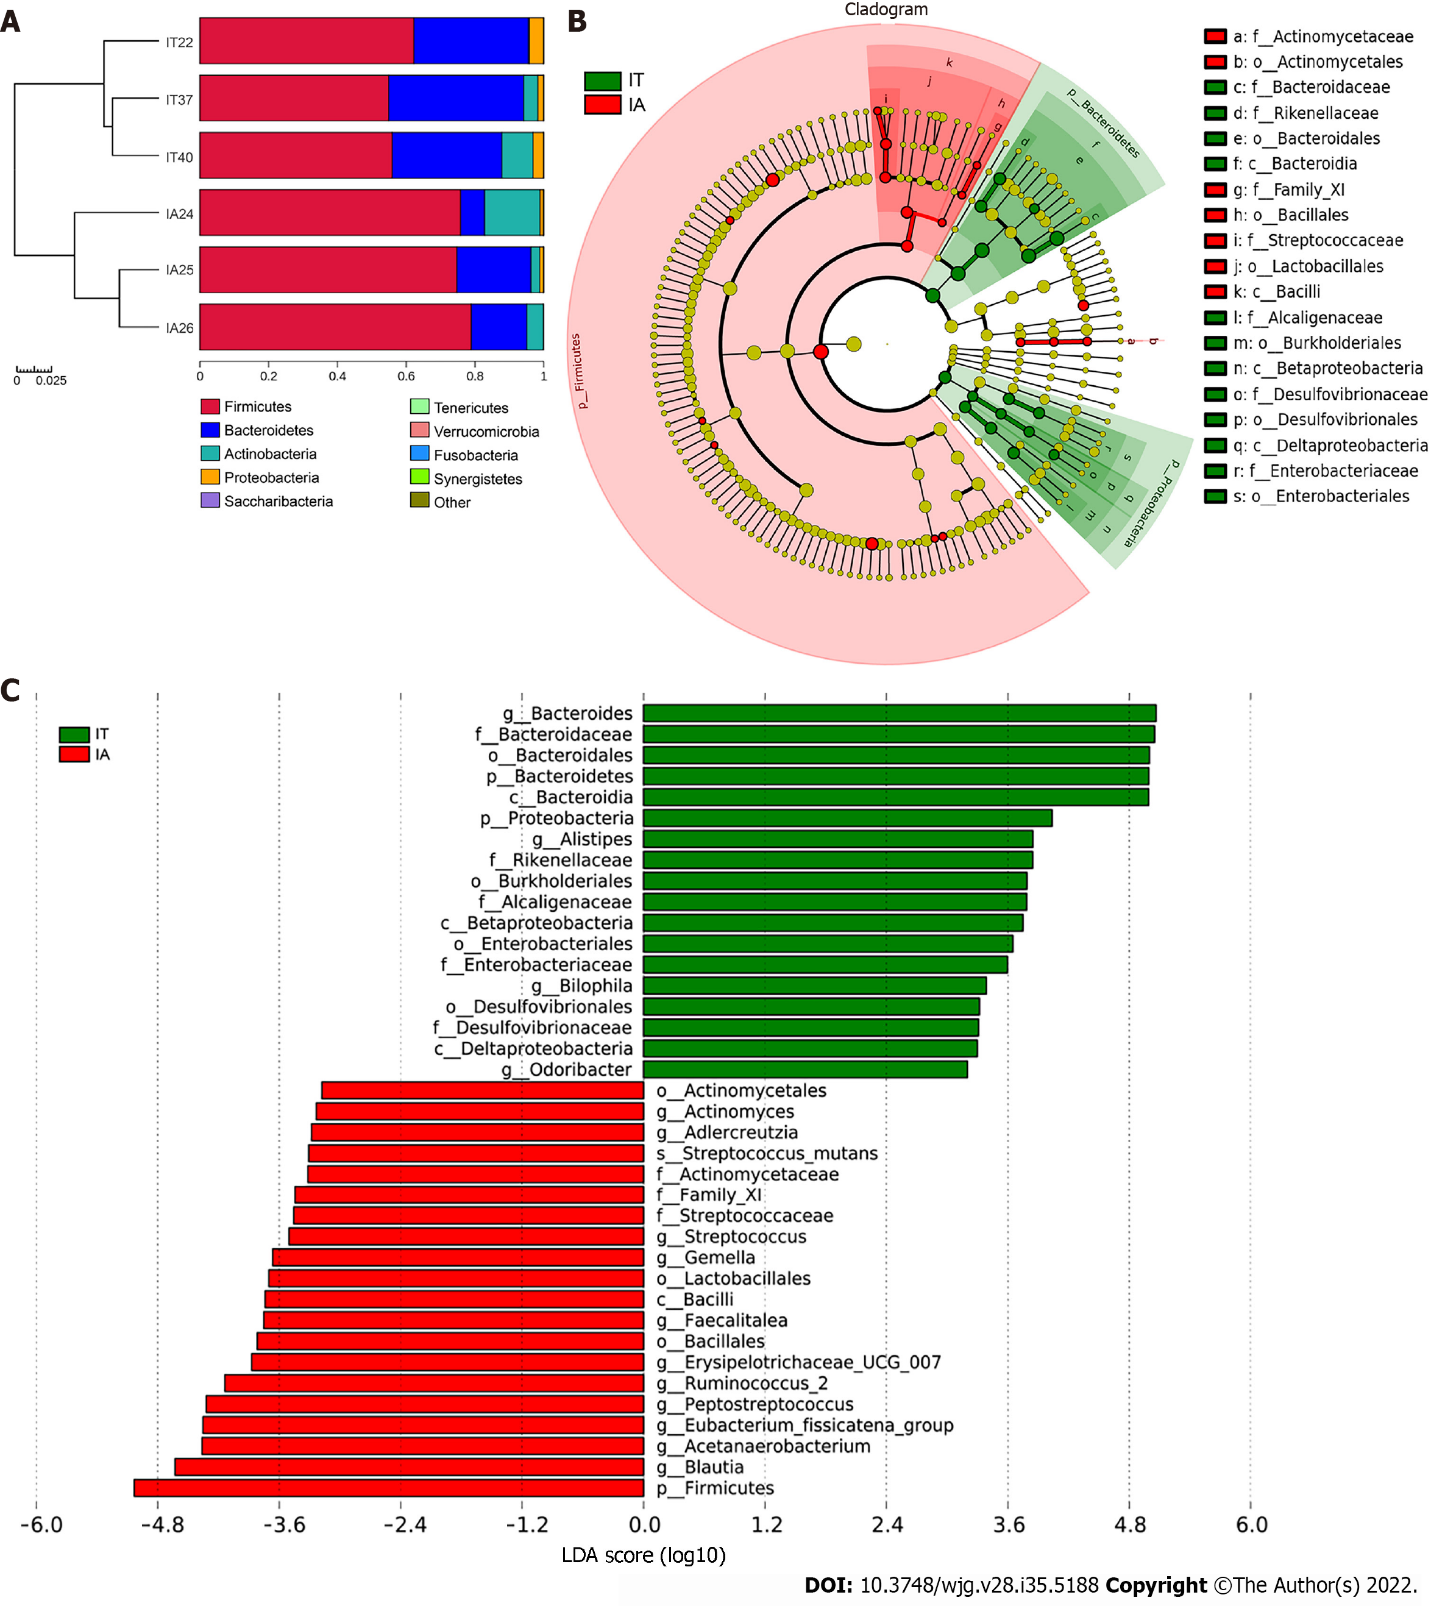 A
IT22
IT37
IT40
IA24
IA25
IA26
0 0.025
0 0.2 0.4 0.6 0.8 1
Firmicutes
Bacteroidetes
Actinobacteria
Proteobacteria
Saccharibacteria
Tenericutes
Verrucomicrobia
Fusobacteria
Synergistetes
Other
B
Cladogram
IT
IA
p__Firmicutes
k
j
i
h
g
p__Bacteroidetes
d
f
e
c
a
b
r
s
o
p
q
l
m
n
p__Proteobacteria
a: f__Actinomycetaceae
b: o__Actinomycetales
c: f__Bacteroidaceae
d: f__Rikenellaceae
e: o__Bacteroidales
f: c__Bacteroidia
g: f__Family_XI
h: o__Bacillales
i: f__Streptococcaceae
j: o__Lactobacillales
k: c__Bacilli
l: f__Alcaligenaceae
m: o__Burkholderiales
n: c__Betaproteobacteria
o: f__Desulfovibrionaceae
p: o__Desulfovibrionales
q: c__Deltaproteobacteria
r: f__Enterobacteriaceae
s: o__Enterobacteriales
C
IT
IA
g__Bacteroides
f__Bacteroidaceae
o__Bacteroidales
p__Bacteroidetes
c__Bacteroidia
p__Proteobacteria
g__Alistipes
f__Rikenellaceae
o__Burkholderiales
f__Alcaligenaceae
c__Betaproteobacteria
o__Enterobacteriales
f__Enterobacteriaceae
g__Bilophila
o__Desulfovibrionales
f__Desulfovibrionaceae
c__Deltaproteobacteria
g__Odoribacter
o__Actinomycetales
g__Actinomyces
g__Adlercreutzia
s__Streptococcus_mutans
f__Actinomycetaceae
f__Family_XI
f__Streptococcaceae
g__Streptococcus
g__Gemella
o__Lactobacillales
c__Bacilli
g__Faecalitalea
o__Bacillales
g__Erysipelotrichaceae_UCG_007
g__Ruminococcus_2
g__Peptostreptococcus
g__Eubacterium_fissicatena_group
g__Acetanaerobacterium
g__Blautia
p__Firmicutes
-6.0 -4.8 -3.6 -2.4 -1.2 0.0 1.2 2.4 3.6 4.8 6.0
LDA score (log10)
DOI: 10.3748/wjg.v28.i35.5188 Copyright ©The Author(s) 2022.